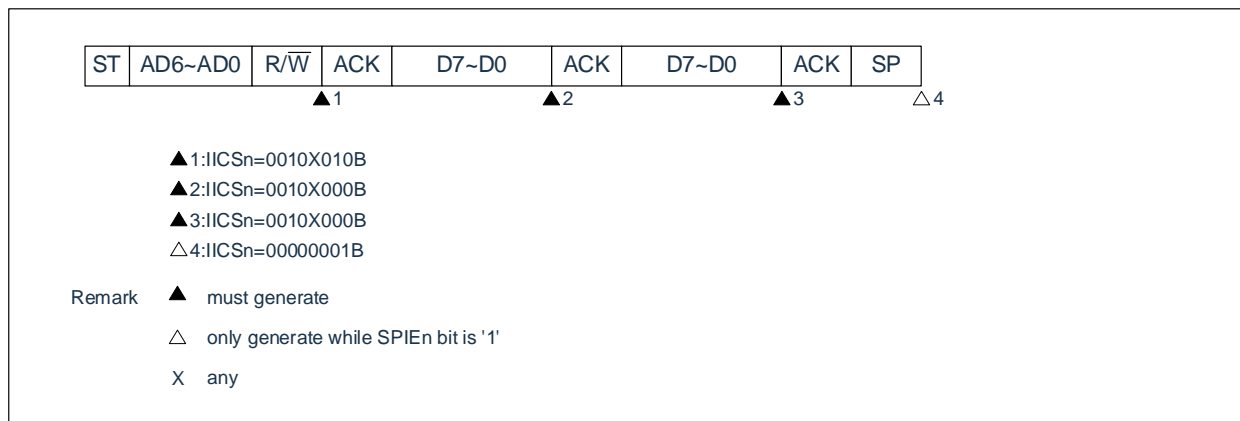 ST AD6~AD0 R/W̅ ACK D7~D0 ACK D7~D0 ACK SP
▲1 ▲2 ▲3 △4
▲1:IICSn=0010X010B
▲2:IICSn=0010X000B
▲3:IICSn=0010X000B
△4:IICSn=00000001B
Remark ▲ must generate
△ only generate while SPIEn bit is '1'
X any